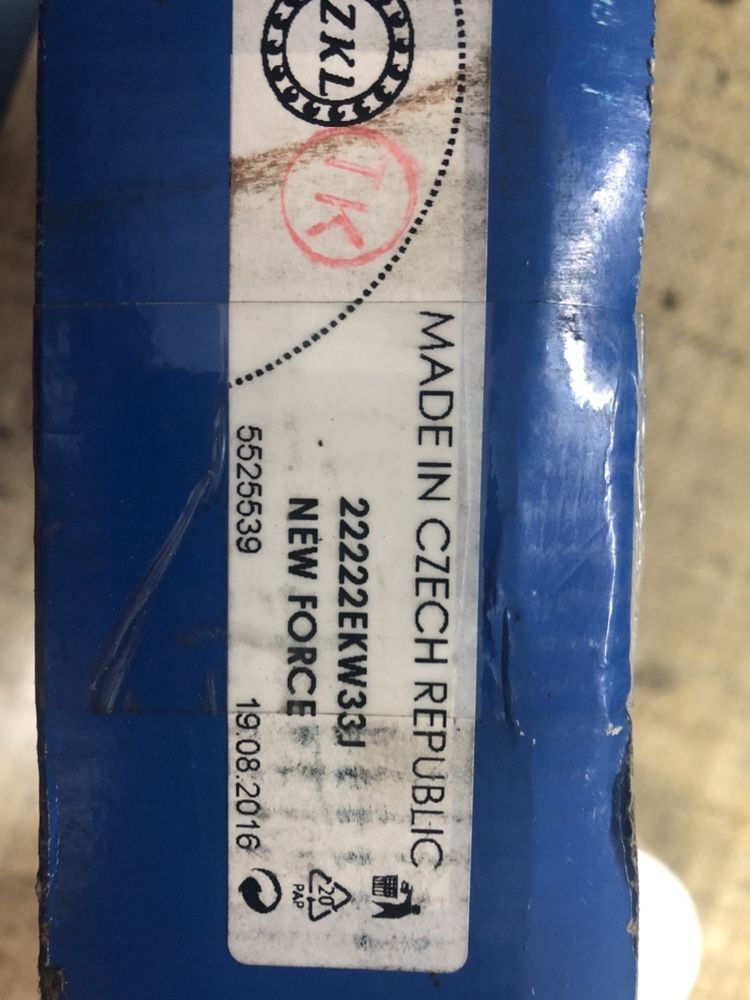 ZKL
TK
MADE IN CZECH REPUBLIC
22222EKW33J
NEW FORCE
5525539
19.08.2016
20
PAP